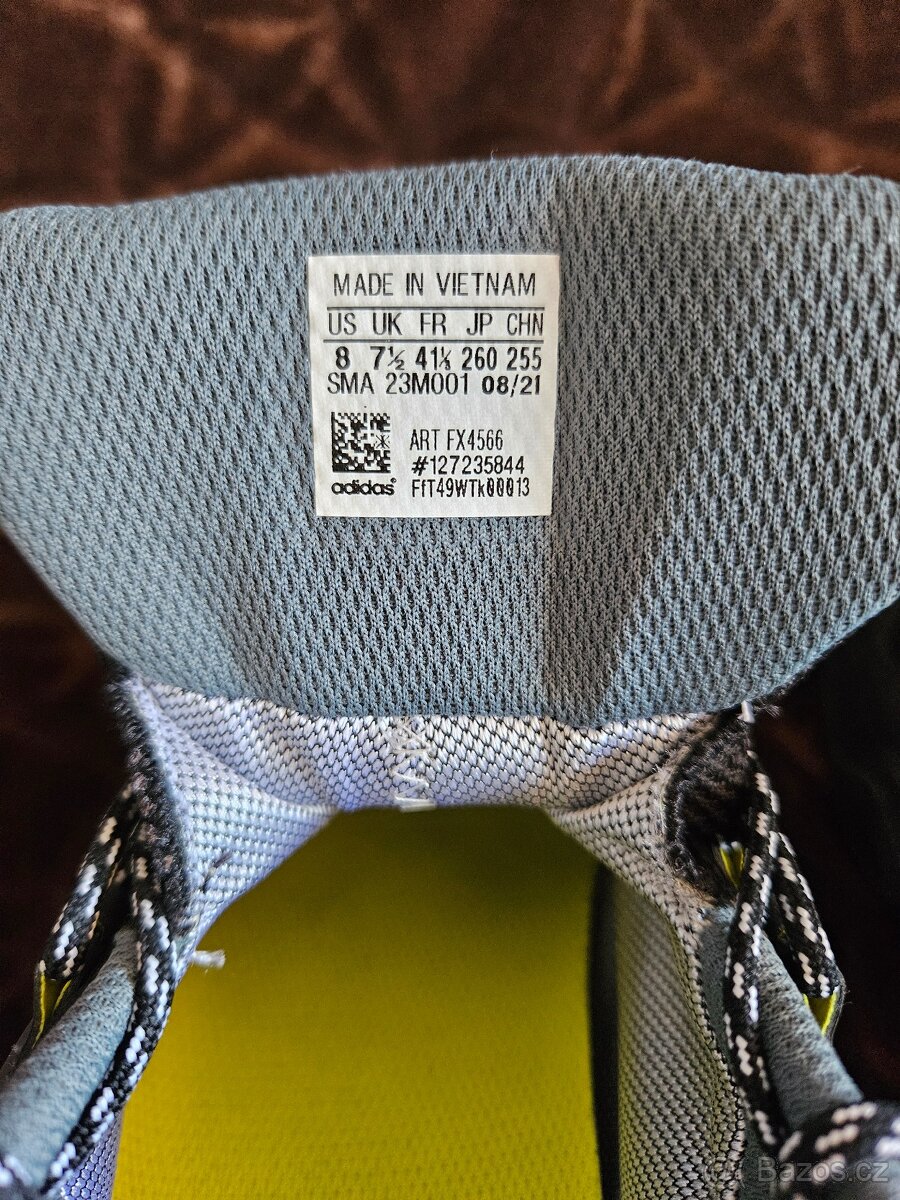 MADE IN VIETNAM
US UK FR JP CHN
8 7½ 41⅓ 260 255
SMA 23M001 08/21
ART FX4566
#127235844
adidas® FfT49WTk00013
Bazos.cz